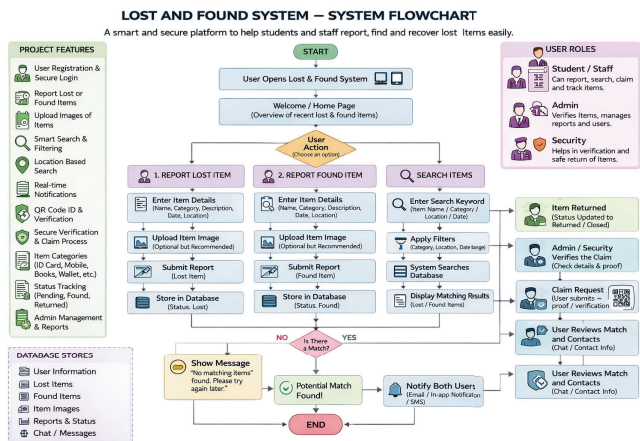 LOST AND FOUND SYSTEM – SYSTEM FLOWCHART
A smart and secure platform to help students and staff report, find and recover lost Items easily.
PROJECT FEATURES
User Registration &
Secure Login
Report Lost or
Found Items
Upload Images of
Items
Smart Search &
Filtering
Location Based
Search
Real-time
Notifications
QR Code ID &
Verification
Secure Verification
& Claim Process
Item Categories
(ID Card, Mobile,
Books, Wallet, etc)
Status Tracking
(Pending, Found,
Returned)
Admin Management
& Reports
DATABASE STORES
User Information
Lost Items
Found Items
Item Images
Reports & Status
Chat / Messages
START
User Opens Lost & Found System
Welcome / Home Page
(Overview of recent lost & found items)
User
Action
(Choose an option)
1. REPORT LOST ITEM
Enter Item Details
(Name, Category, Description,
Date, Location)
Upload Item Image
(Optional but Recommended)
Submit Report
(Lost Item)
Store in Database
(Status: Lost)
2. REPORT FOUND ITEM
Enter Item Details
(Name, Category, Description,
Date, Location)
Upload Item Image
(Optional but Recommended)
Submit Report
(Found Item)
Store in Database
(Status. Found)
SEARCH ITEMS
Enter Search Keyword
(Item Name / Category /
Location / Date)
Apply Filters
(Category, Location, Date Range)
System Searches
Database
Display Matching Results
(Lost / Found Items)
NO
Is There
a Match?
YES
Show Message
"No matching items"
found. Please try
again later."
Potential Match
Found!
Notify Both Users
(Email / In-app Notification
/ SMS)
END
USER ROLES
Student / Staff
Can report, search, claim
and track items.
Admin
Verifies Items, manages
reports and users.
Security
Helps in verification and
safe return of Items.
Item Returned
(Status Updated to
Returned / Closed)
Admin / Security
Verifies the Claim
(Check details & proof)
Claim Request
(User submits –
proof / verification
User Reviews Match
and Contacts
(Chat / Contact Info)
User Reviews Match
and Contacts
(Chat / Contact Info)